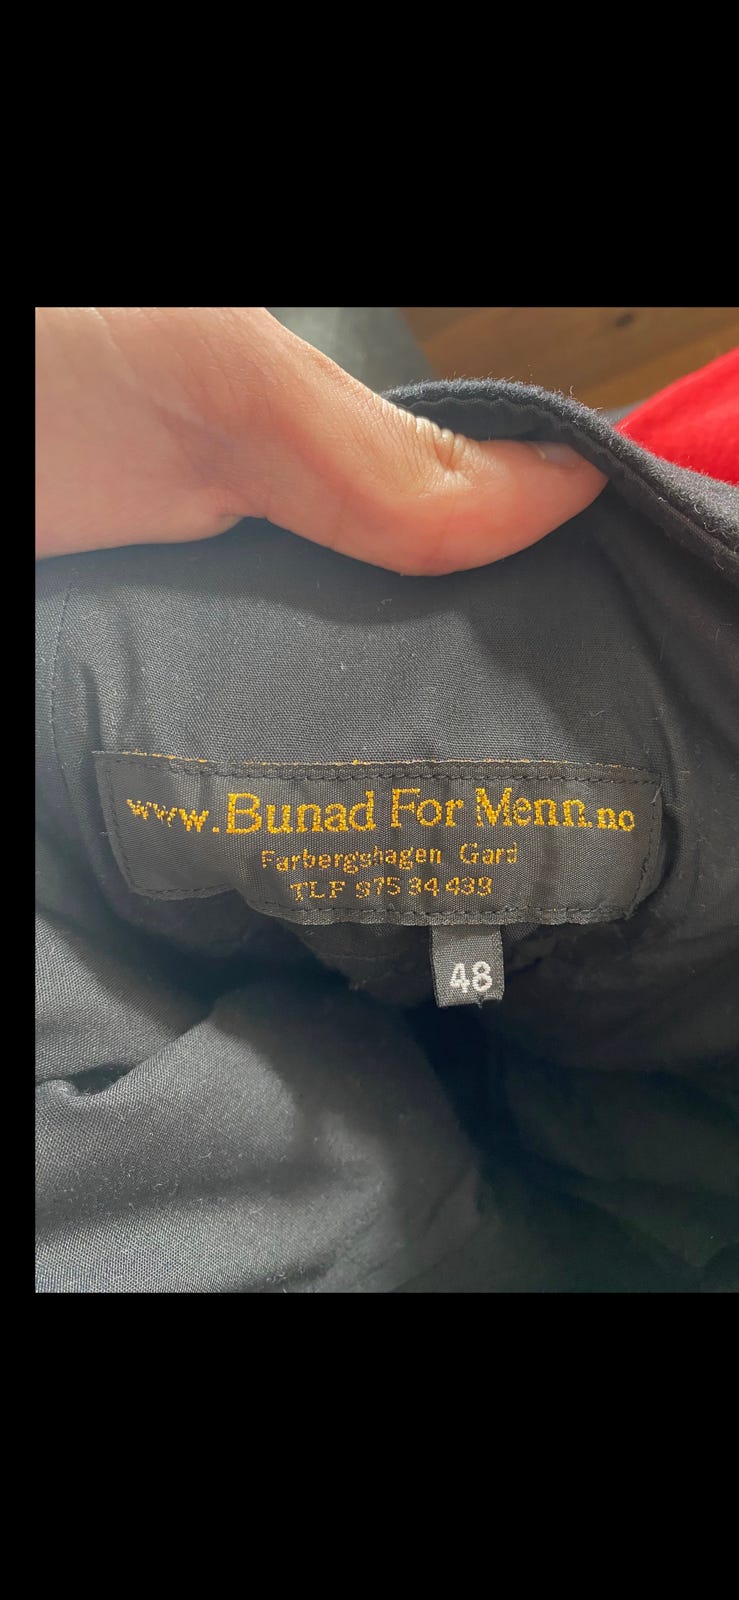 www.Bunad For Menn.no
Farbergshagen Gard
TLF 975 34 439
48